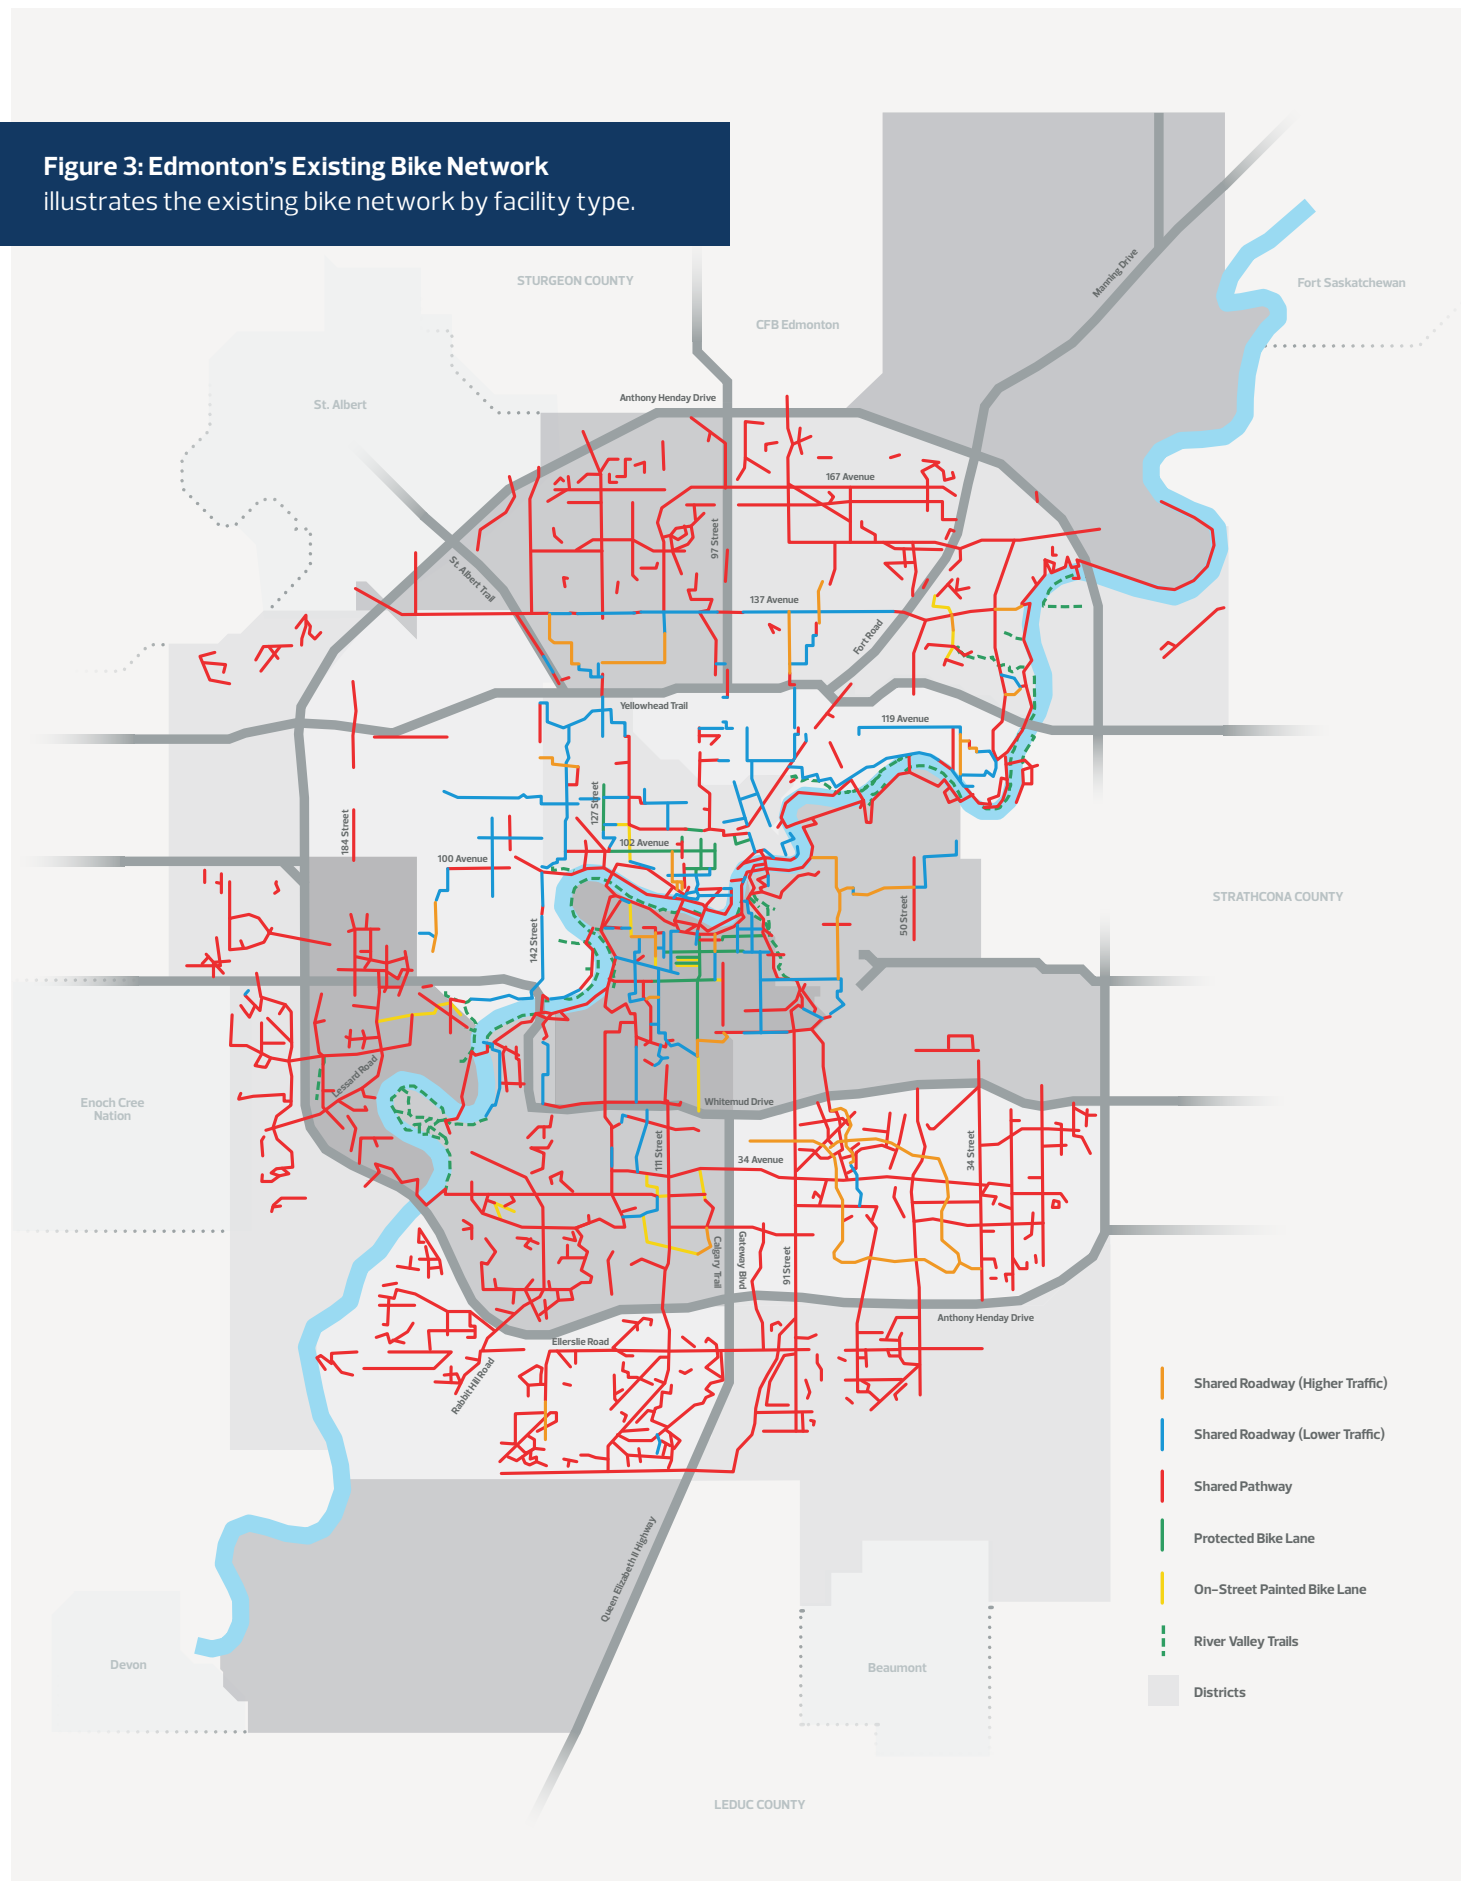 Figure 3: Edmonton’s Existing Bike Network
illustrates the existing bike network by facility type.
STURGEON COUNTY
Fort Saskatchewan
Manning Drive
CFB Edmonton
Anthony Henday Drive
St. Albert
167 Avenue
97 Street
St. Albert Trail
137 Avenue
Fort Road
Yellowhead Trail
119 Avenue
127 Street
184 Street
102 Avenue
100 Avenue
STRATHCONA COUNTY
50 Street
142 Street
Lessard Road
Enoch Cree
Nation
Whitemud Drive
111 Street
34 Avenue
34 Street
Calgary Trail
Gateway Blvd
91 Street
Anthony Henday Drive
Ellerslie Road
Rabbit Hill Road
Shared Roadway (Higher Traffic)
Shared Roadway (Lower Traffic)
Shared Pathway
Protected Bike Lane
On-Street Painted Bike Lane
River Valley Trails
Districts
Queen Elizabeth II Highway
Devon
Beaumont
LEDUC COUNTY